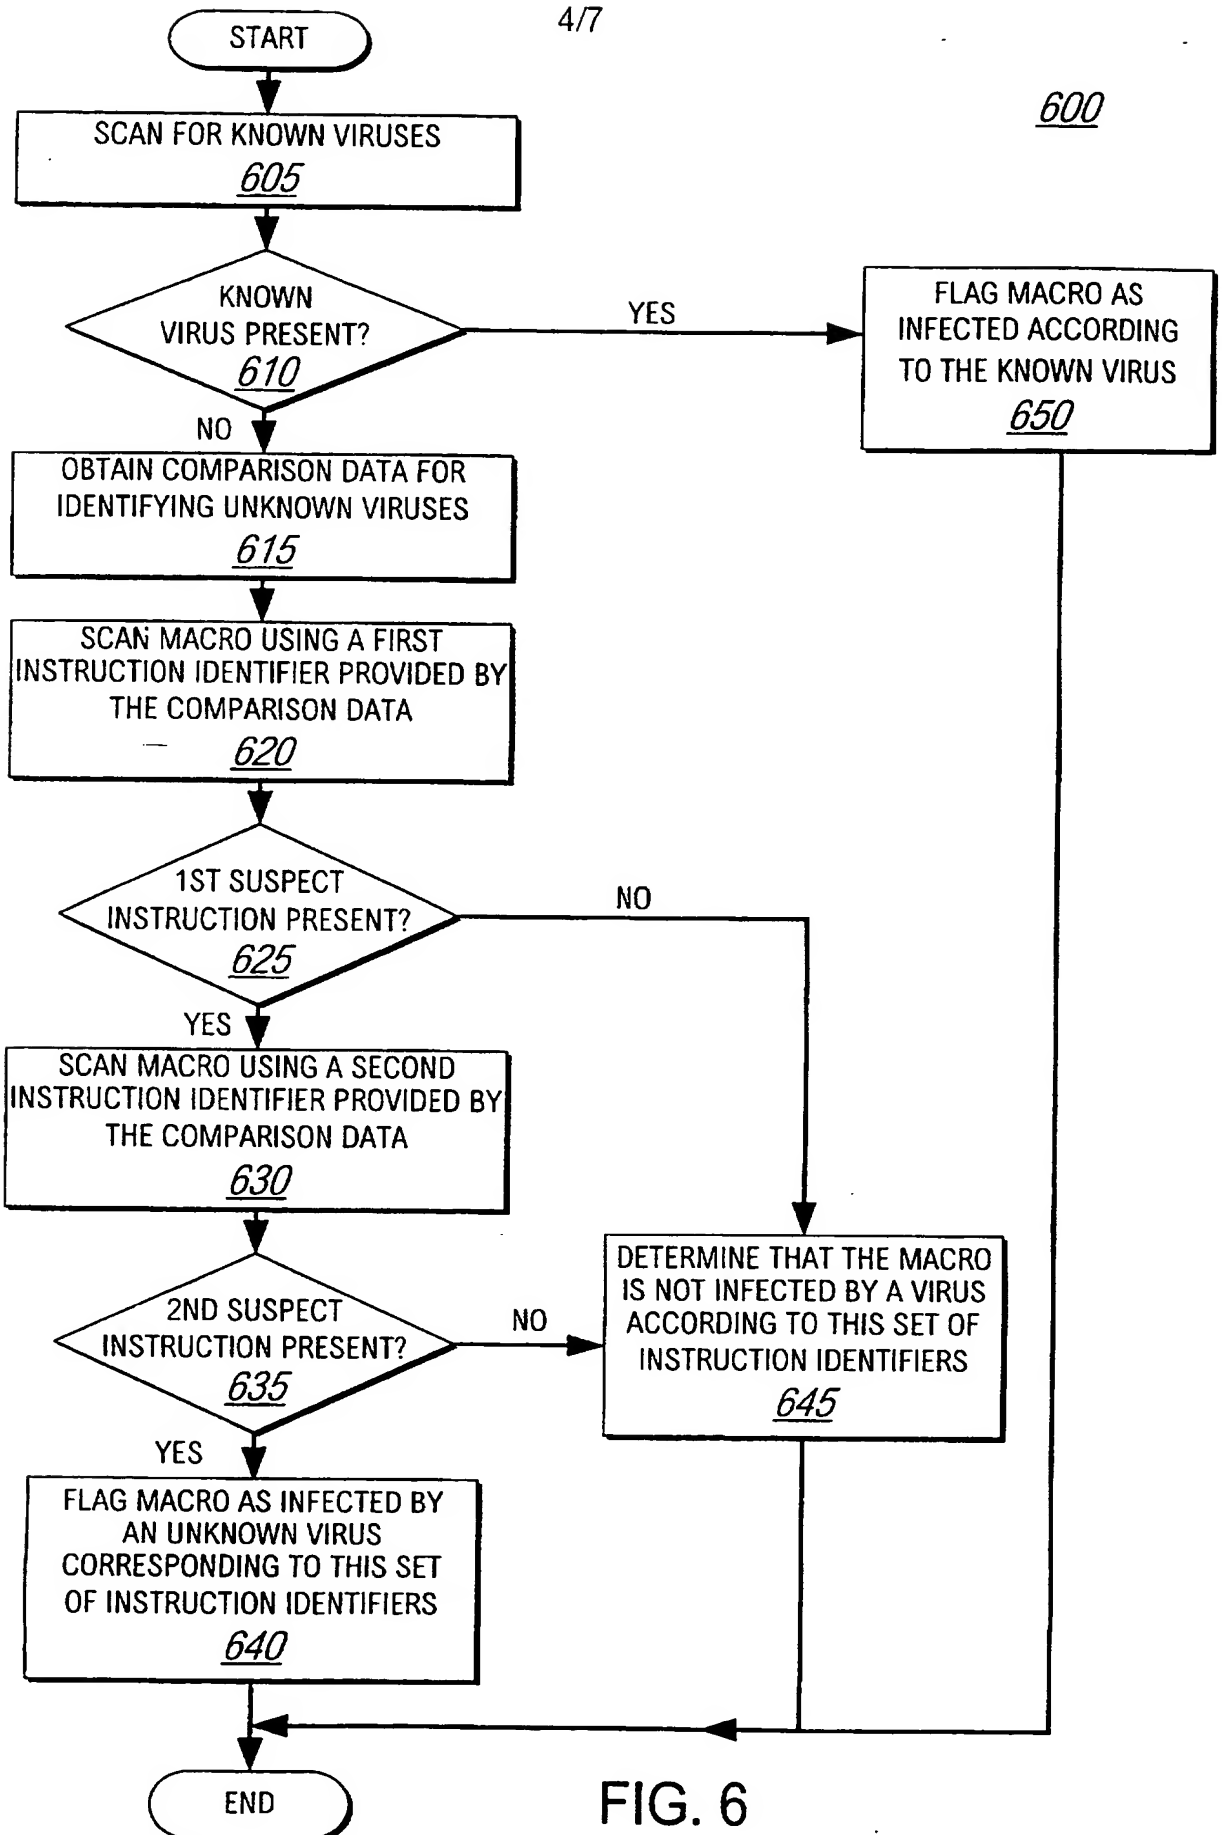 4/7
START
600
SCAN FOR KNOWN VIRUSES
605
KNOWN
VIRUS PRESENT?
610
YES
FLAG MACRO AS
INFECTED ACCORDING
TO THE KNOWN VIRUS
650
NO
OBTAIN COMPARISON DATA FOR
IDENTIFYING UNKNOWN VIRUSES
615
SCAN MACRO USING A FIRST
INSTRUCTION IDENTIFIER PROVIDED BY
THE COMPARISON DATA
620
1ST SUSPECT
INSTRUCTION PRESENT?
625
NO
YES
SCAN MACRO USING A SECOND
INSTRUCTION IDENTIFIER PROVIDED BY
THE COMPARISON DATA
630
2ND SUSPECT
INSTRUCTION PRESENT?
635
NO
DETERMINE THAT THE MACRO
IS NOT INFECTED BY A VIRUS
ACCORDING TO THIS SET OF
INSTRUCTION IDENTIFIERS
645
YES
FLAG MACRO AS INFECTED BY
AN UNKNOWN VIRUS
CORRESPONDING TO THIS SET
OF INSTRUCTION IDENTIFIERS
640
END
FIG. 6